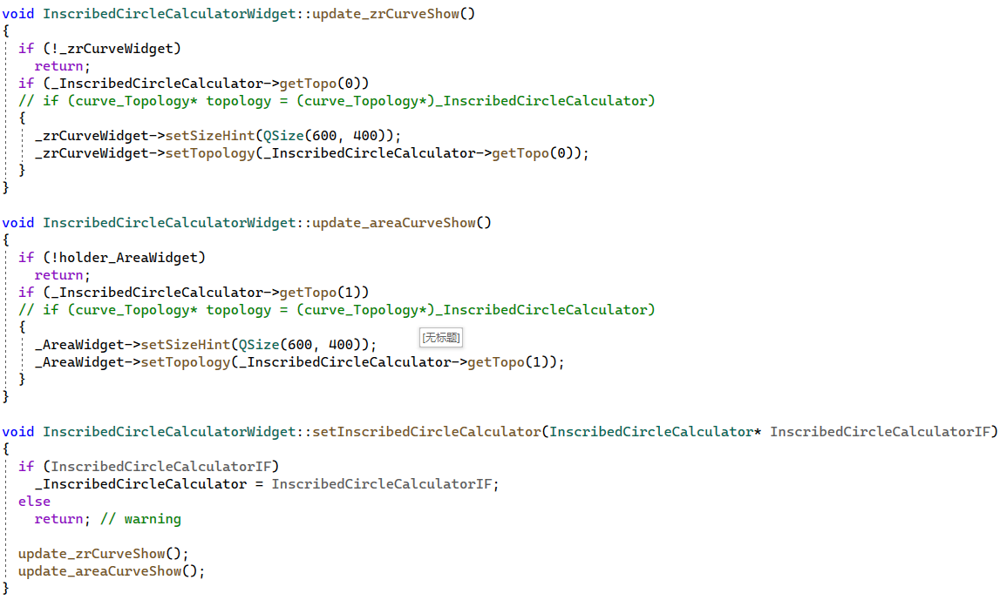 void InscribedCircleCalculatorWidget::update_zrCurveShow()
{
  if (!_zrCurveWidget)
    return;
  if (_InscribedCircleCalculator->getTopo(0))
  // if (curve_Topology* topology = (curve_Topology*)_InscribedCircleCalculator)
  {
    _zrCurveWidget->setSizeHint(QSize(600, 400));
    _zrCurveWidget->setTopology(_InscribedCircleCalculator->getTopo(0));
  }
}

void InscribedCircleCalculatorWidget::update_areaCurveShow()
{
  if (!holder_AreaWidget)
    return;
  if (_InscribedCircleCalculator->getTopo(1))
  // if (curve_Topology* topology = (curve_Topology*)_InscribedCircleCalculator)
  {
[无标题]
    _AreaWidget->setSizeHint(QSize(600, 400));
    _AreaWidget->setTopology(_InscribedCircleCalculator->getTopo(1));
  }
}

void InscribedCircleCalculatorWidget::setInscribedCircleCalculator(InscribedCircleCalculator* InscribedCircleCalculatorIF)
{
  if (InscribedCircleCalculatorIF)
    _InscribedCircleCalculator = InscribedCircleCalculatorIF;
  else
    return; // warning

  update_zrCurveShow();
  update_areaCurveShow();
}